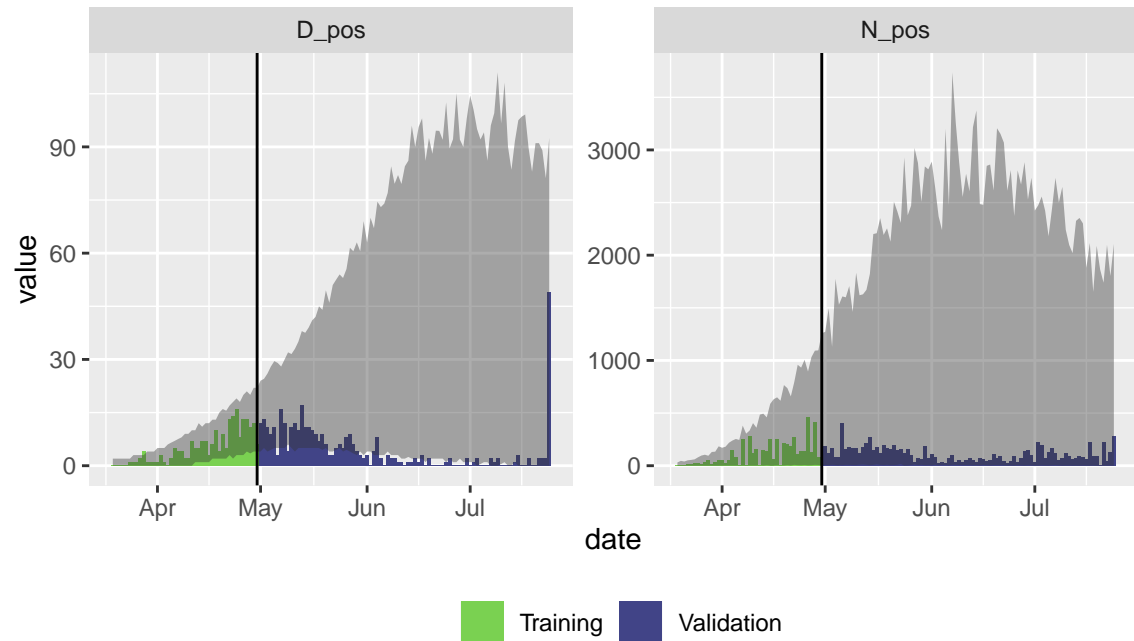 D_pos
N_pos
value
90
60
30
0
3000
2000
1000
0
Apr
May
Jun
Jul
Apr
May
Jun
Jul
date
Training
Validation